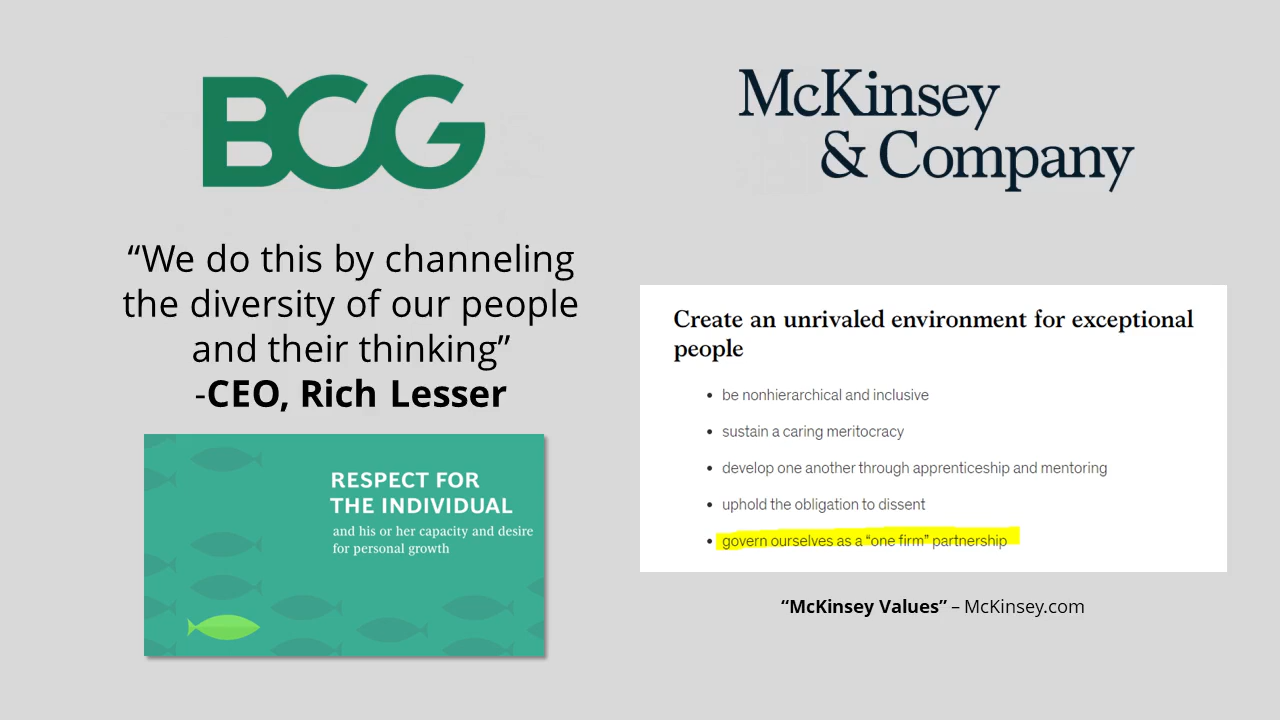 BCG
“We do this by channeling
the diversity of our people
and their thinking”
-CEO, Rich Lesser
RESPECT FOR
THE INDIVIDUAL
and his or her capacity and desire
for personal growth
McKinsey
& Company
Create an unrivaled environment for exceptional
people
• be nonhierarchical and inclusive
• sustain a caring meritocracy
• develop one another through apprenticeship and mentoring
• uphold the obligation to dissent
• govern ourselves as a “one firm” partnership
“McKinsey Values” – McKinsey.com